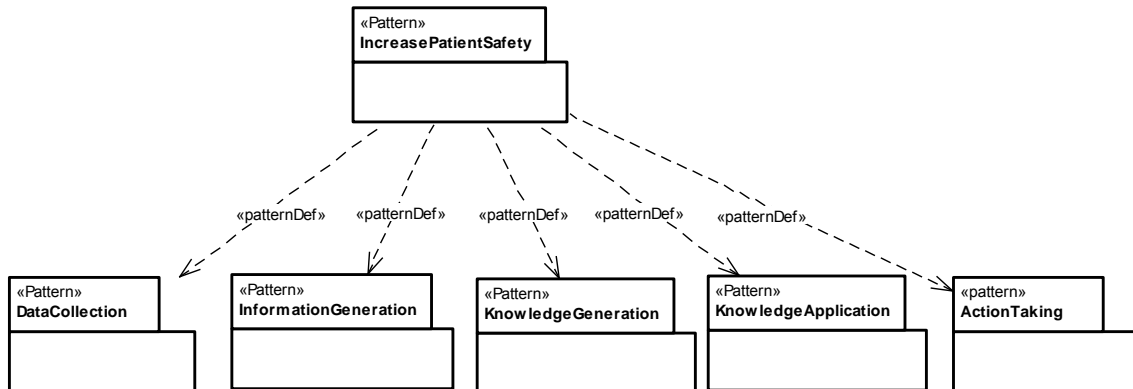 «Pattern»
IncreasePatientSafety
«patternDef»
«patternDef»
«patternDef»
«patternDef»
«patternDef»
«Pattern»
DataCollection
«Pattern»
InformationGeneration
«Pattern»
KnowledgeGeneration
«Pattern»
KnowledgeApplication
«pattern»
ActionTaking